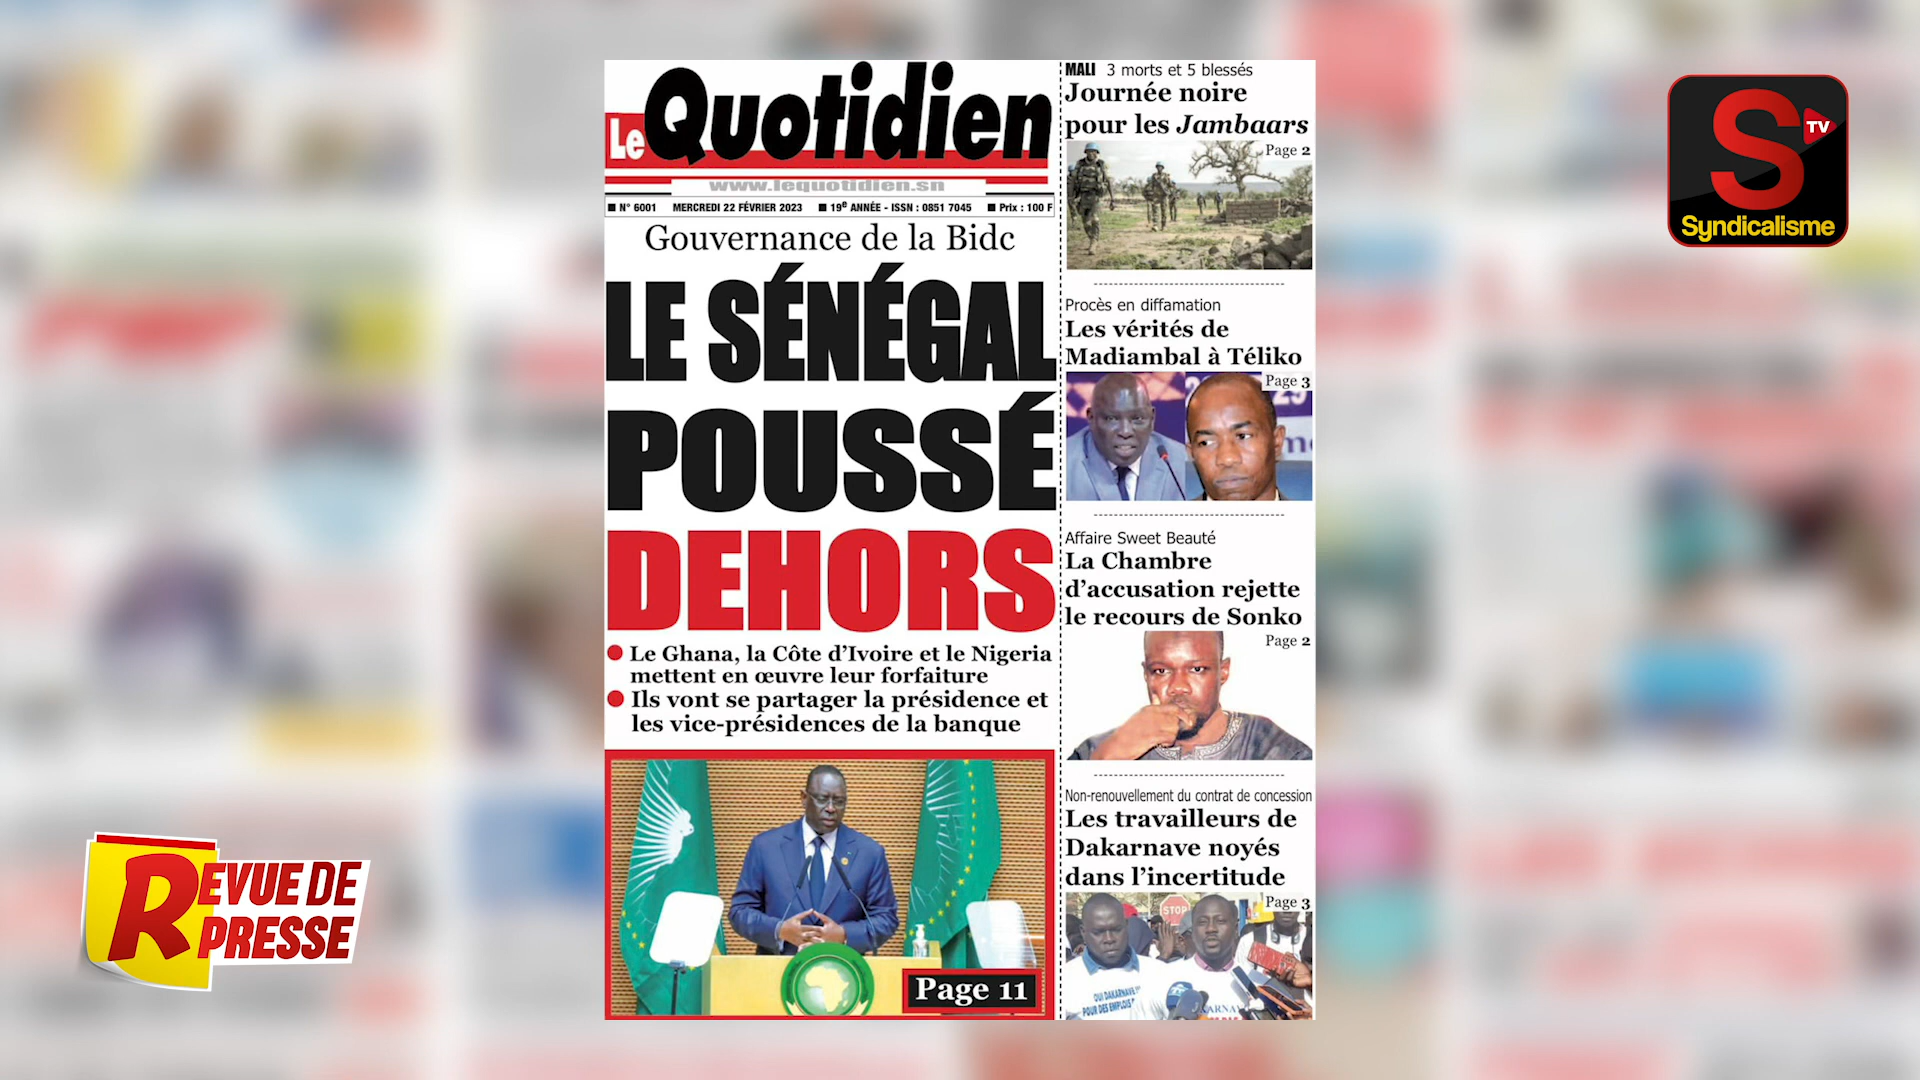 Le Quotidien
www.lequotidien.sn
■ N° 6001 MERCREDI 22 FÉVRIER 2023 ■ 19e ANNÉE - ISSN : 0851 7045 ■ Prix : 100 F
Gouvernance de la Bidc
LE SÉNÉGAL
POUSSÉ
DEHORS
● Le Ghana, la Côte d'Ivoire et le Nigeria
mettent en œuvre leur forfaiture
● Ils vont se partager la présidence et
les vice-présidences de la banque
Page 11
MALI 3 morts et 5 blessés
Journée noire
pour les Jambaars
Page 2
Procès en diffamation
Les vérités de
Madiambal à Téliko
Page 3
Affaire Sweet Beauté
La Chambre
d'accusation rejette
le recours de Sonko
Page 2
Non-renouvellement du contrat de concession
Les travailleurs de
Dakarnave noyés
dans l'incertitude
Page 3
STOP
OUI DAKARNAVE
POUR DES EMPLOIS
S TV
Syndicalisme
REVUE DE
PRESSE